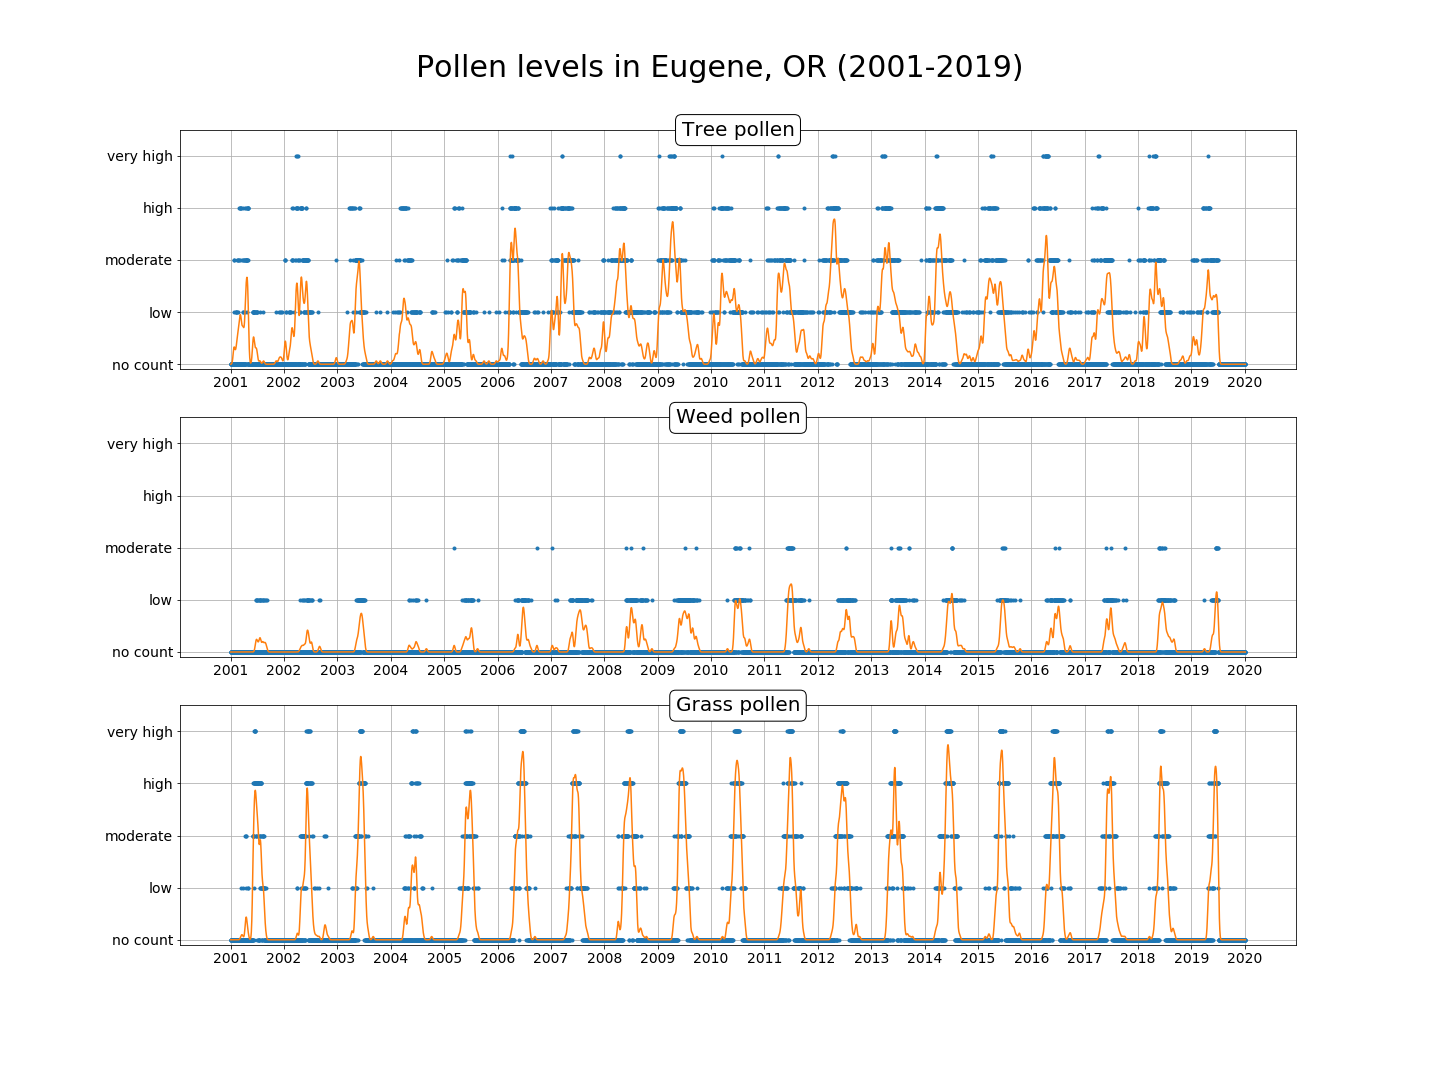 Pollen levels in Eugene, OR (2001-2019)
Tree pollen
very high
high
moderate
low
no count
2001 2002 2003 2004 2005 2006 2007 2008 2009 2010 2011 2012 2013 2014 2015 2016 2017 2018 2019 2020
Weed pollen
very high
high
moderate
low
no count
2001 2002 2003 2004 2005 2006 2007 2008 2009 2010 2011 2012 2013 2014 2015 2016 2017 2018 2019 2020
Grass pollen
very high
high
moderate
low
no count
2001 2002 2003 2004 2005 2006 2007 2008 2009 2010 2011 2012 2013 2014 2015 2016 2017 2018 2019 2020